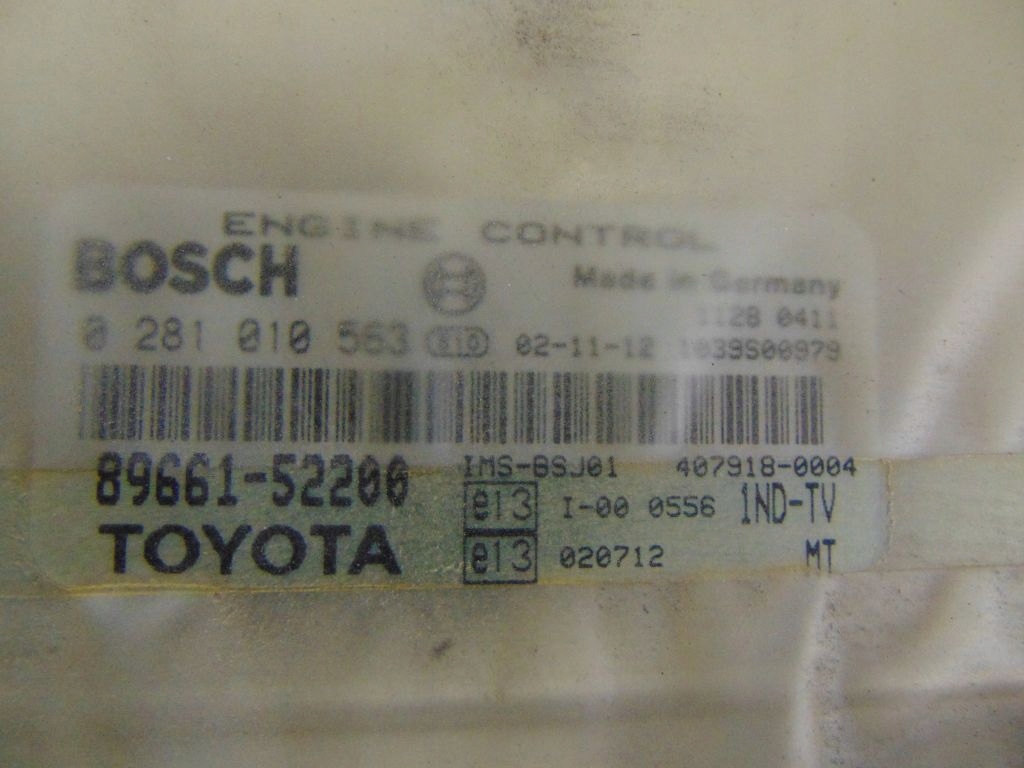 ENGINE CONTROL
BOSCH
Made in Germany
1128 0411
0 281 010 563 010 02-11-12 1039S00979
89661-52200 IMS-BSJ01 407918-0004
e13 I-00 0556 1ND-TV
TOYOTA e13 020712 MT